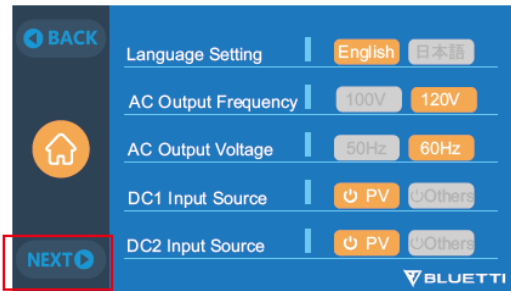 BACK
Language Setting English 日本語
AC Output Frequency 100V 120V
AC Output Voltage 50Hz 60Hz
DC1 Input Source PV Others
DC2 Input Source PV Others
NEXT
BLUETTI